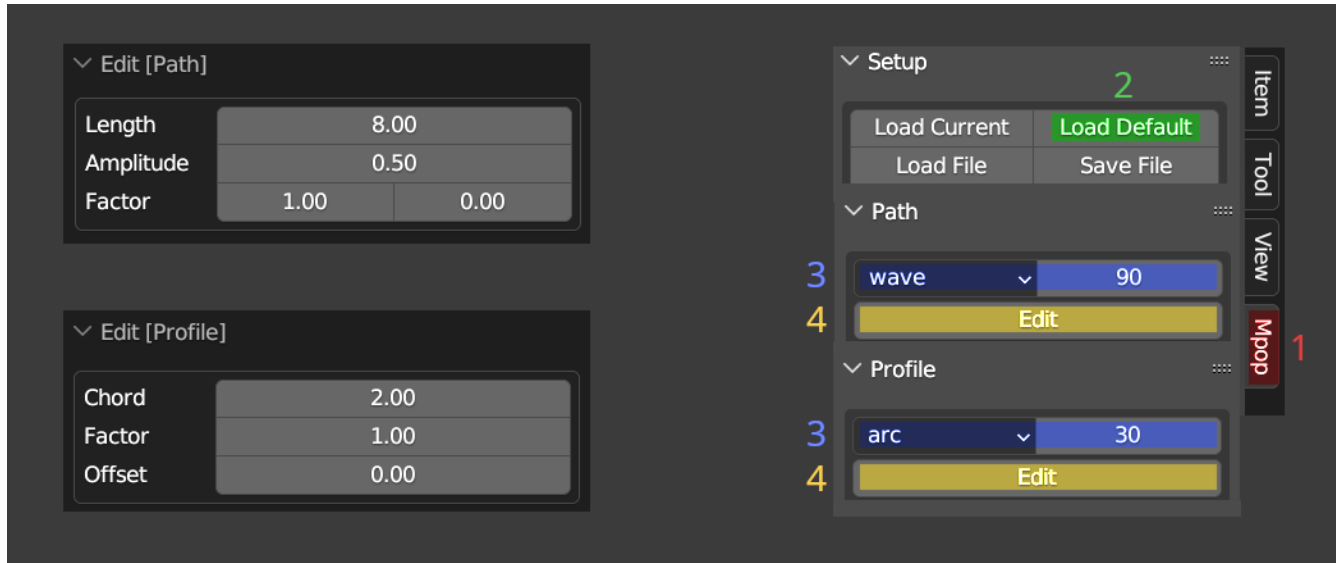 Edit [Path]
Length 8.00
Amplitude 0.50
Factor 1.00 0.00
Edit [Profile]
Chord 2.00
Factor 1.00
Offset 0.00
Setup
2
Load Current Load Default
Load File Save File
Path
3 wave 90
4 Edit
Profile
3 arc 30
4 Edit
Item
Tool
View
Mpop 1